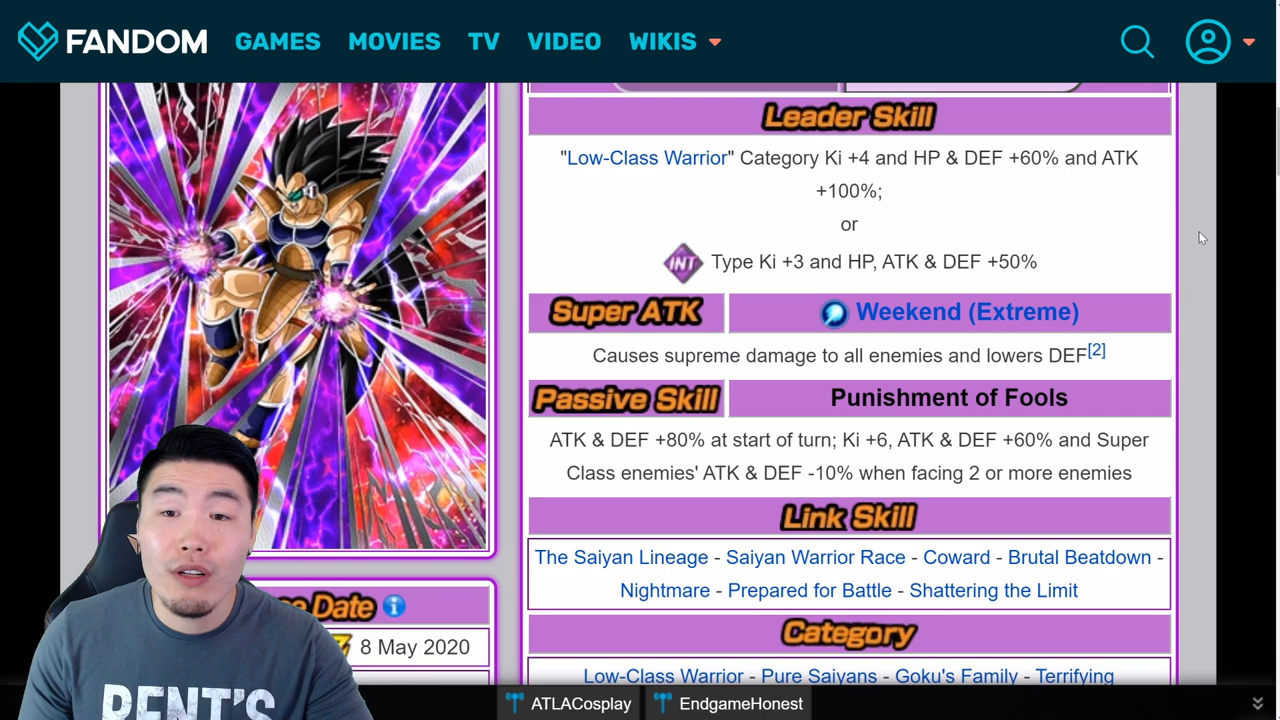 FANDOM GAMES MOVIES TV VIDEO WIKIS
Leader Skill
"Low-Class Warrior" Category Ki +4 and HP & DEF +60% and ATK
+100%;
or
INT Type Ki +3 and HP, ATK & DEF +50%
Super ATK Weekend (Extreme)
Causes supreme damage to all enemies and lowers DEF[2]
Passive Skill Punishment of Fools
ATK & DEF +80% at start of turn; Ki +6, ATK & DEF +60% and Super
Class enemies' ATK & DEF -10% when facing 2 or more enemies
Link Skill
The Saiyan Lineage - Saiyan Warrior Race - Coward - Brutal Beatdown -
Nightmare - Prepared for Battle - Shattering the Limit
Category
Low-Class Warrior - Pure Saiyans - Goku's Family - Terrifying
Date i
8 May 2020
ATLACosplay EndgameHonest